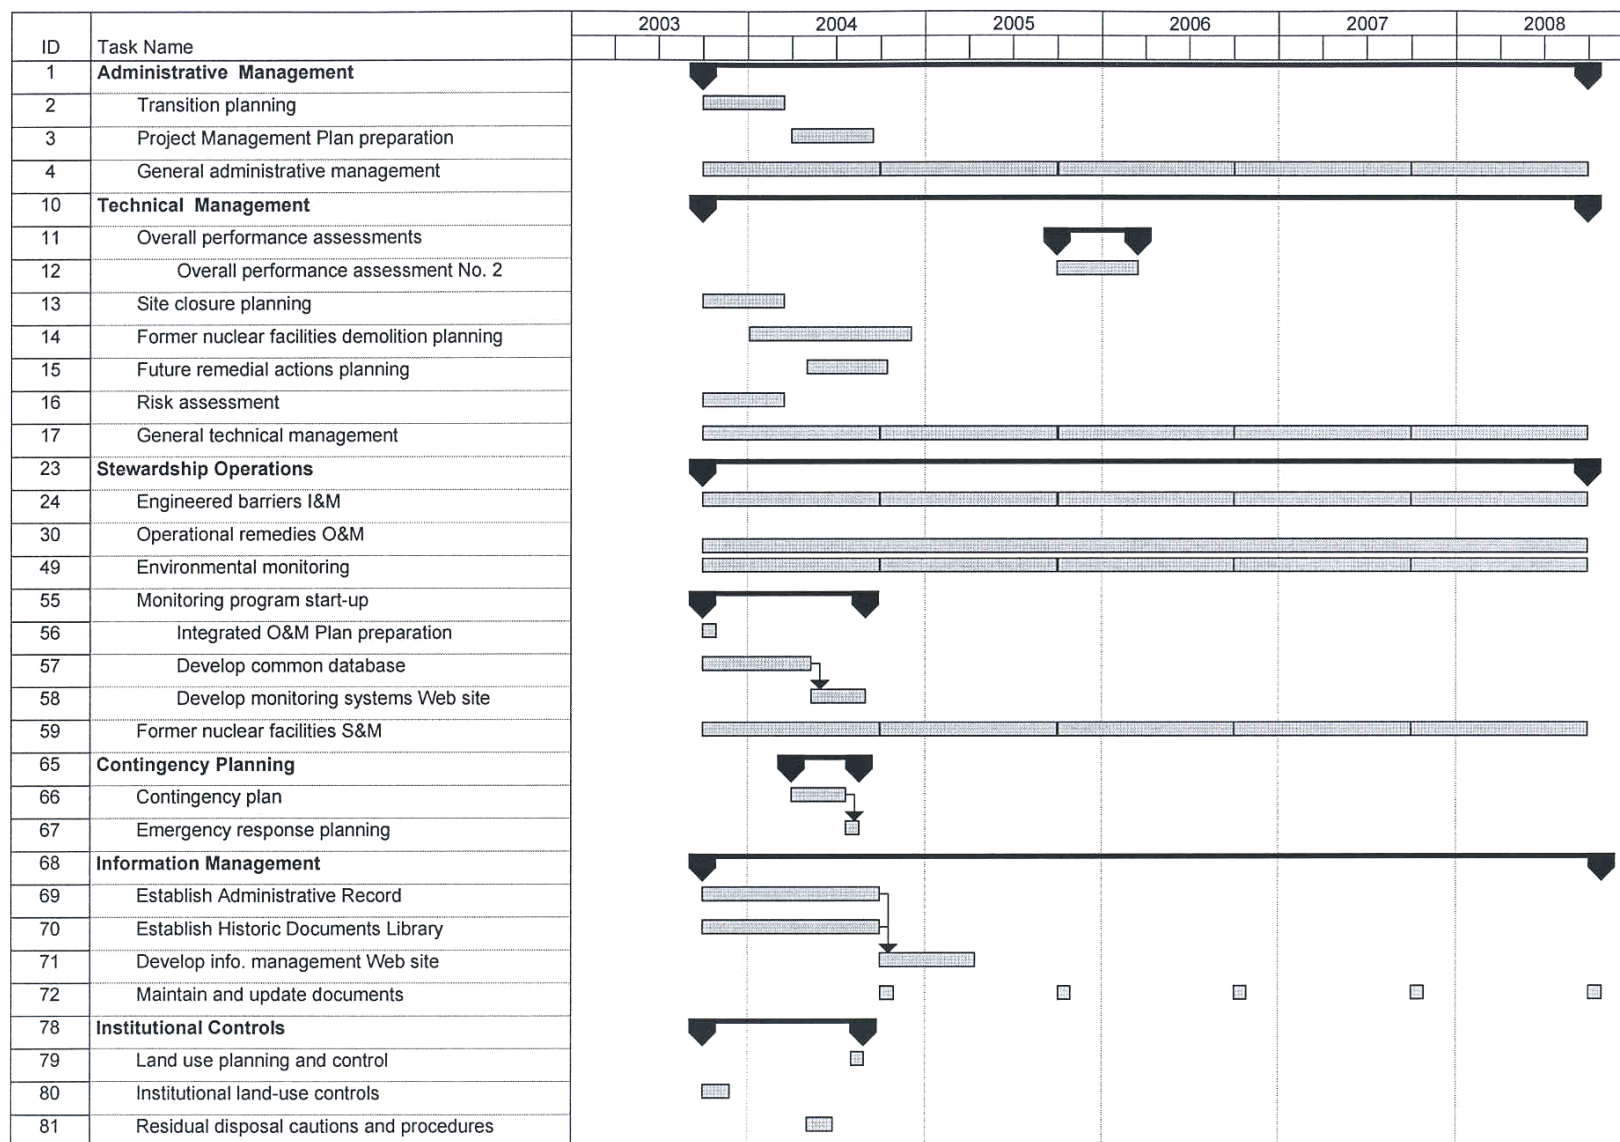 2003 2004 2005 2006 2007 2008
ID Task Name
1 Administrative Management
2 Transition planning
3 Project Management Plan preparation
4 General administrative management
10 Technical Management
11 Overall performance assessments
12 Overall performance assessment No. 2
13 Site closure planning
14 Former nuclear facilities demolition planning
15 Future remedial actions planning
16 Risk assessment
17 General technical management
23 Stewardship Operations
24 Engineered barriers I&M
30 Operational remedies O&M
49 Environmental monitoring
55 Monitoring program start-up
56 Integrated O&M Plan preparation
57 Develop common database
58 Develop monitoring systems Web site
59 Former nuclear facilities S&M
65 Contingency Planning
66 Contingency plan
67 Emergency response planning
68 Information Management
69 Establish Administrative Record
70 Establish Historic Documents Library
71 Develop info. management Web site
72 Maintain and update documents
78 Institutional Controls
79 Land use planning and control
80 Institutional land-use controls
81 Residual disposal cautions and procedures